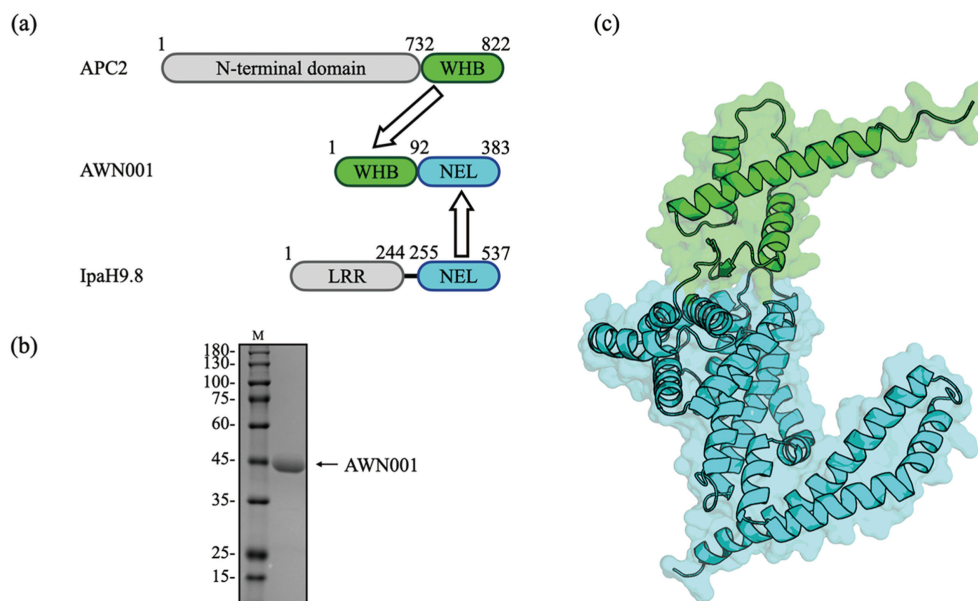 (a)
1 732 822
APC2 N-terminal domain WHB
1 92 383
AWN001 WHB NEL
1 244 255 537
IpaH9.8 LRR NEL
(b)
M
180-
130-
100-
75-
60-
45-
AWN001
35-
25-
15-
(c)